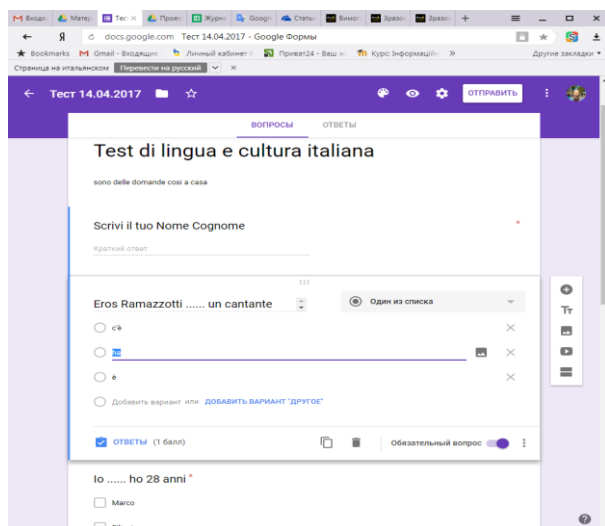 Входя
Матер
Тест
Прое
Журн
Googl
Статьи
Вимог
Зразо
Зразо
docs.google.com Тест 14.04.2017 - Google Формы
Bookmarks Gmail - Входящие Личный кабинет Приват24 - Ваш Курс: Інформацій » Другие закладки
Страница на итальянском Перевести на русский
Тест 14.04.2017 ОТПРАВИТЬ
ВОПРОСЫ ОТВЕТЫ
Test di lingua e cultura italiana
sono delle domande cosi a casa
Scrivi il tuo Nome Cognome *
Краткий ответ
Eros Ramazzotti ...... un cantante Один из списка
c'è
ha
è
Добавить вариант или ДОБАВИТЬ ВАРИАНТ "ДРУГОЕ"
ОТВЕТЫ (1 балл) Обязательный вопрос
Io ...... ho 28 anni *
Marco